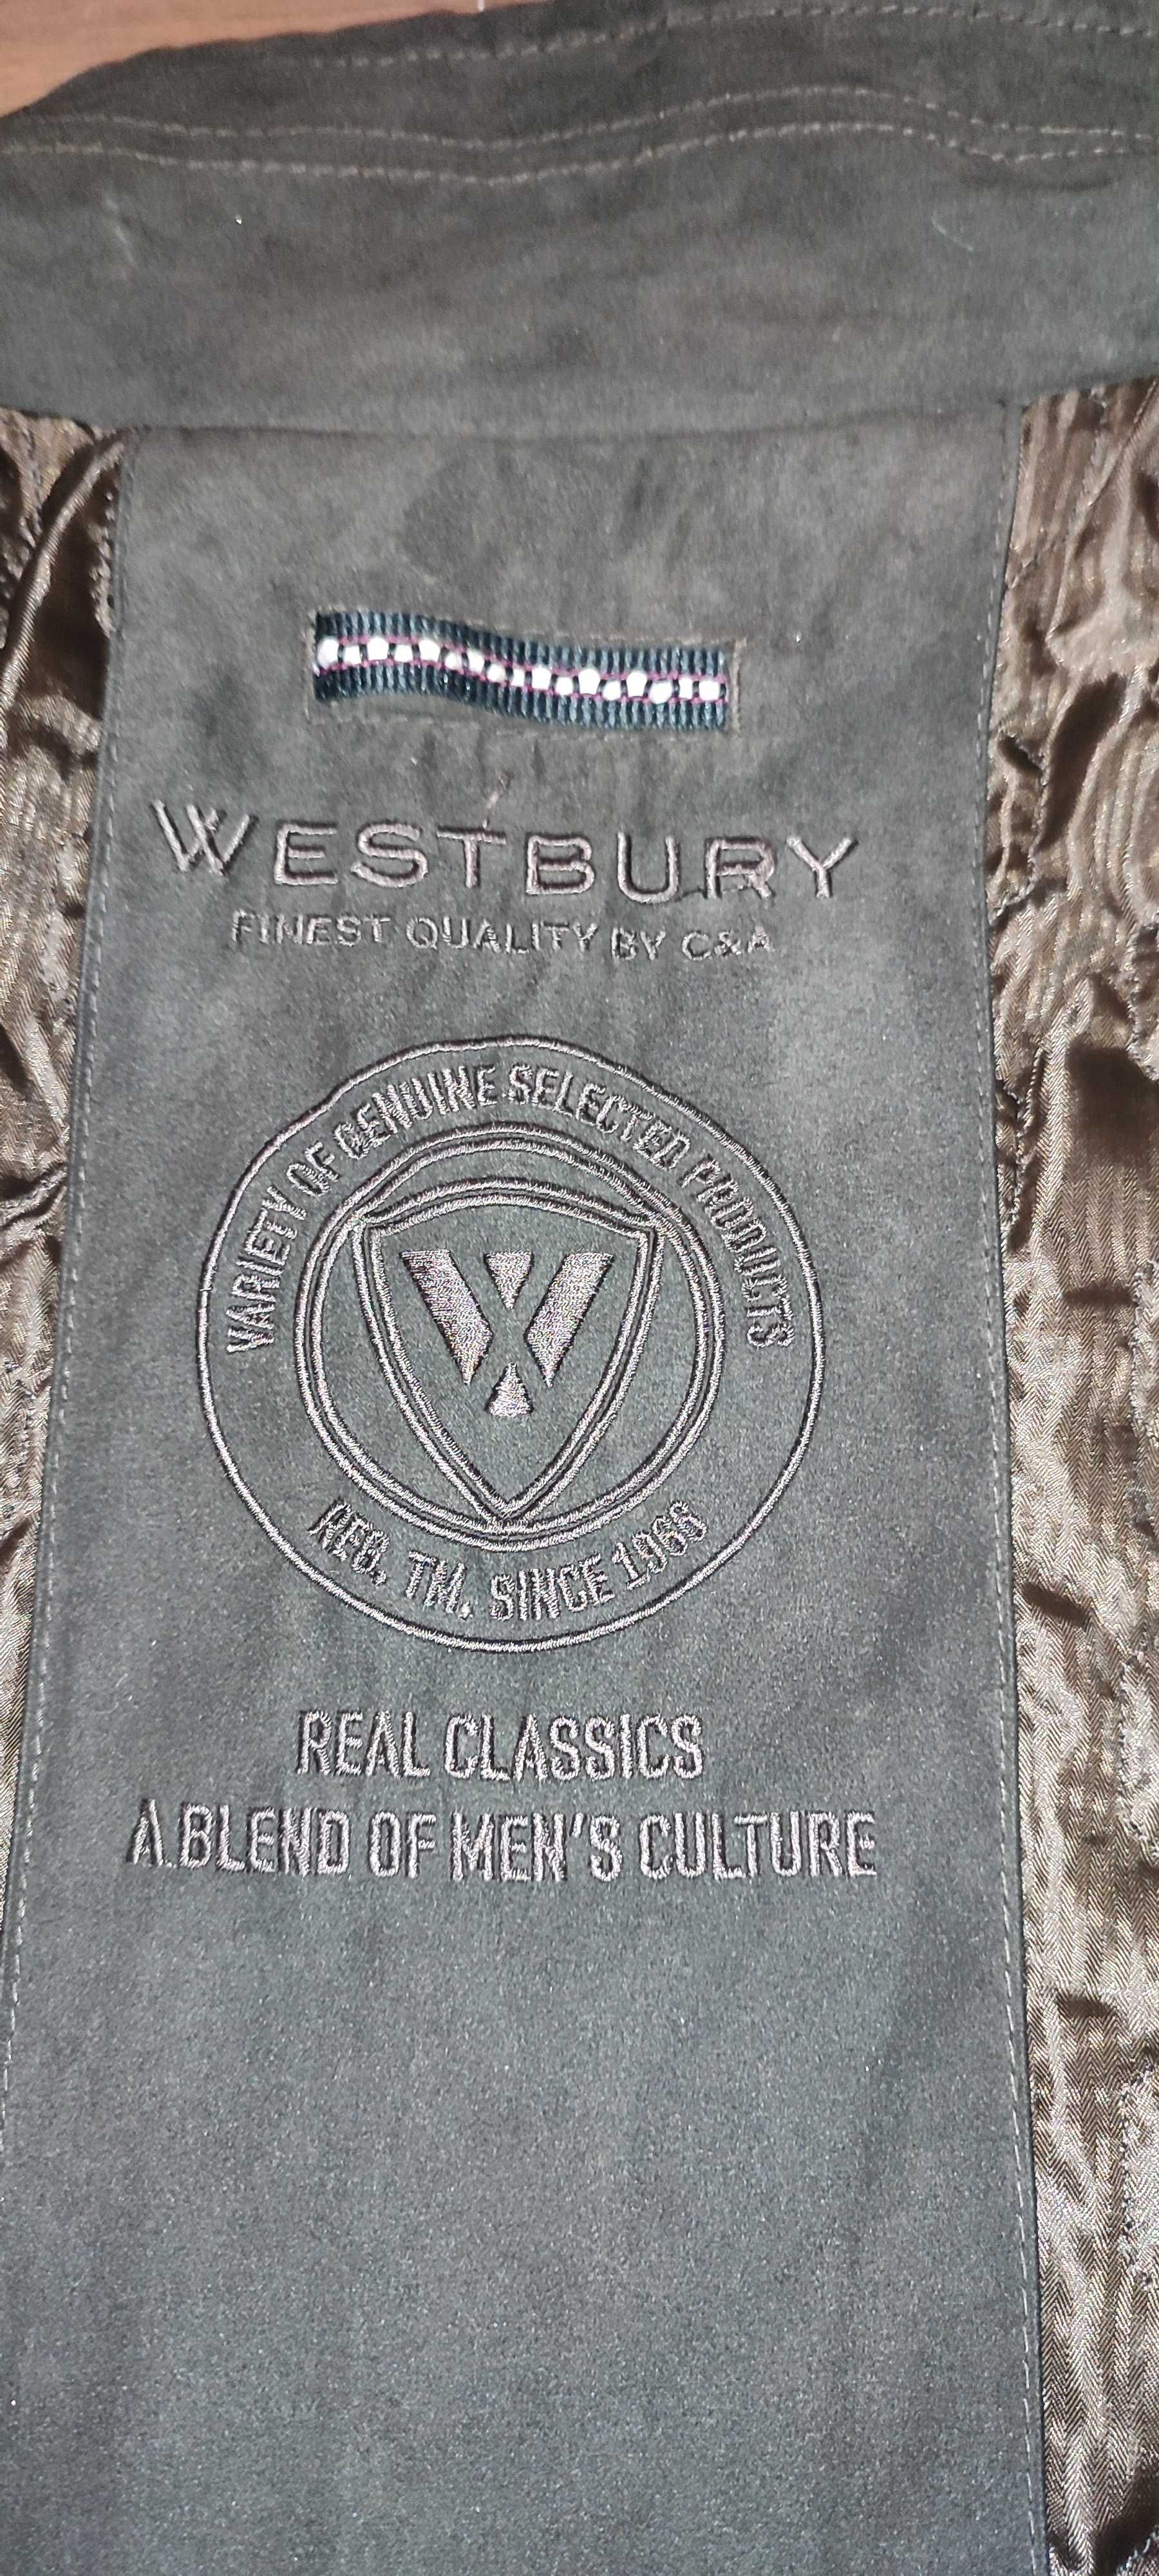 WESTBURY
FINEST QUALITY BY C&A
VARIETY OF GENUINE SELECTED PRODUCTS
W
REG. TM. SINCE 1966
REAL CLASSICS
A.BLEND OF MEN'S CULTURE